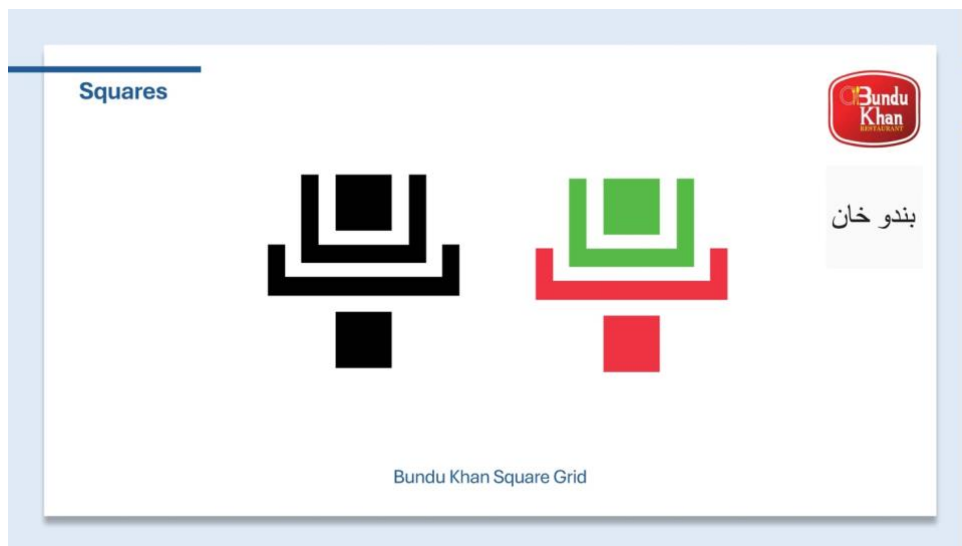 Squares
Bundu
Khan
RESTAURANT
بندو خان
Bundu Khan Square Grid